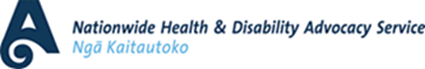 Nationwide Health & Disability Advocacy Service
Ngā Kaitautoko